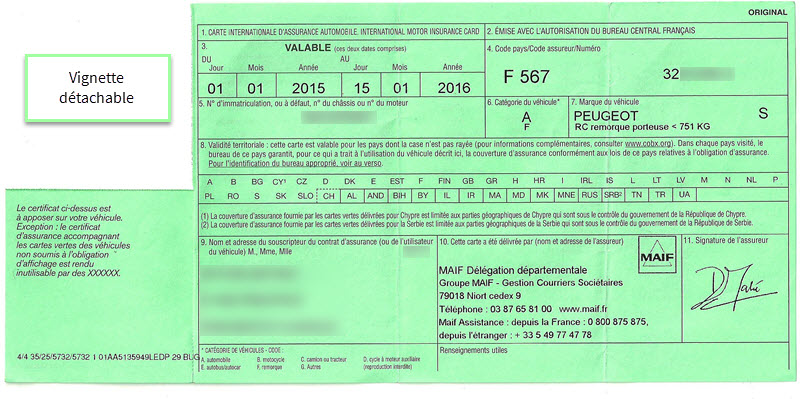 ORIGINAL
1. CARTE INTERNATIONALE D'ASSURANCE AUTOMOBILE. INTERNATIONAL MOTOR INSURANCE CARD
2. ÉMISE AVEC L'AUTORISATION DU BUREAU CENTRAL FRANÇAIS
3. VALABLE (ces deux dates comprises)
DU AU
Jour Mois Année Jour Mois Année
01 01 2015 15 01 2016
4. Code pays/Code assureur/Numéro
F 567 32
5. N° d'immatriculation, ou à défaut, n° du châssis ou n° du moteur
6. Catégorie du véhicule*
A
F
7. Marque du véhicule
PEUGEOT S
RC remorque porteuse < 751 KG
8. Validité territoriale : cette carte est valable pour les pays dont la case n'est pas rayée (pour informations complémentaires, consulter www.cobx.org). Dans chaque pays visité, le
bureau de ce pays garantit, pour ce qui a trait à l'utilisation du véhicule décrit ici, la couverture d'assurance conformément aux lois de ce pays relatives à l'obligation d'assurance.
Pour l'identification du bureau approprié, voir au verso.
A B BG CY¹ CZ D DK E EST F FIN GB GR H HR I IRL IS L LT LV M N NL P
PL RO S SK SLO CH AL AND BIH BY IL IR MA MD MK MNE RUS SRB² TN TR UA
(1) La couverture d'assurance fournie par les cartes vertes délivrées pour Chypre est limitée aux parties géographiques de Chypre qui sont sous le contrôle du gouvernement de la République de Chypre.
(2) La couverture d'assurance fournie par les cartes vertes délivrées pour la Serbie est limitée aux parties géographiques de la Serbie qui sont sous le contrôle du gouvernement de la République de Serbie.
9. Nom et adresse du souscripteur du contrat d'assurance (ou de l'utilisateur
du véhicule) M., Mme, Mlle
10. Cette carte a été délivrée par (nom et adresse de l'assureur)
MAIF
MAIF Délégation départementale
Groupe MAIF - Gestion Courriers Sociétaires
79018 Niort cedex 9
Téléphone : 03 87 65 81 00 www.maif.fr
Maif Assistance : depuis la France : 0 800 875 875,
depuis l'étranger : + 33 5 49 77 47 78
11. Signature de l'assureur
* CATÉGORIE DE VÉHICULES - CODE :
A. automobile B. motocycle C. camion ou tracteur D. cycle à moteur auxiliaire
E. autobus/autocar F. remorque G. Autres (reproduction interdite)
Renseignements utiles
Vignette
détachable
Le certificat ci-dessus est
à apposer sur votre véhicule.
Exception : le certificat
d'assurance accompagnant
les cartes vertes des véhicules
non soumis à l'obligation
d'affichage est rendu
inutilisable par des XXXXXX.
4/4 35/25/5732/5732 I 01AA5135949LEDP 29 BUG